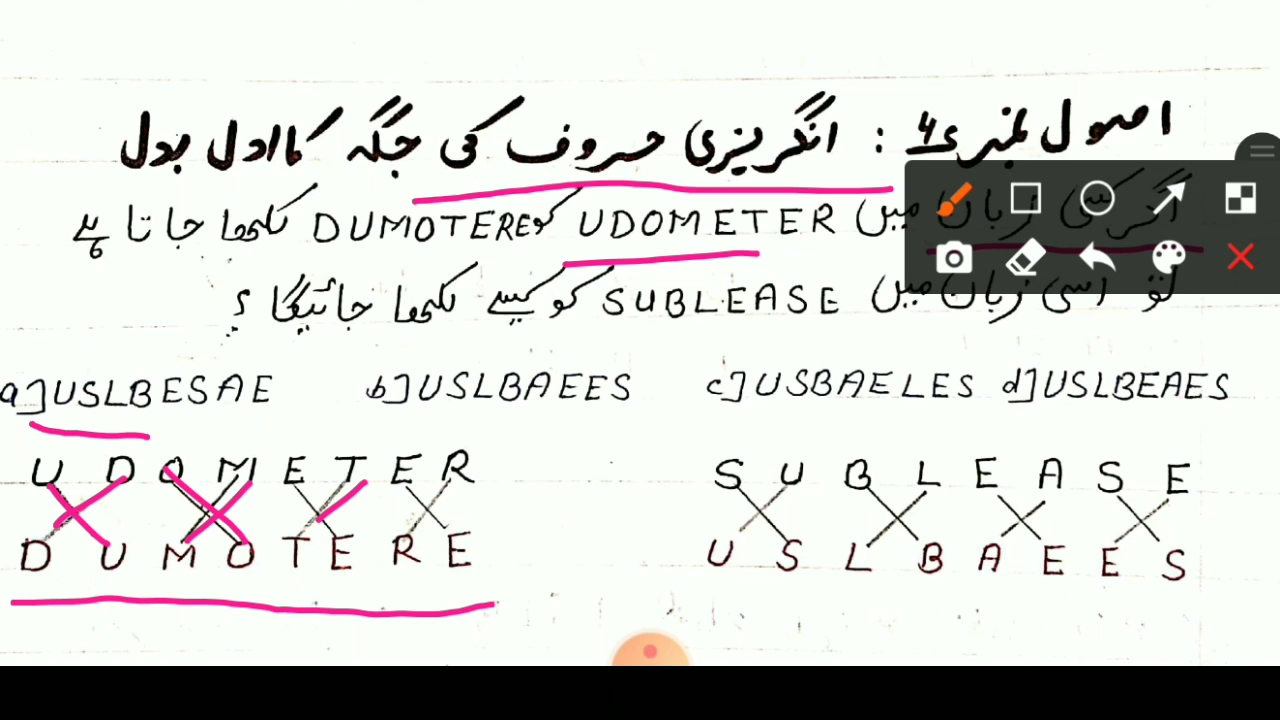 اصول نمبر : انگریزی حروف کی جگہ کا ادل بدل
اگر کسی زبان میں UDOMETER کو DUMOTERE لکھا جاتا ہے
تو اسی زبان میں SUBLEASE کو کیسے لکھا جائیگا ؟
a] USLBESAE b] USLBAEES c] USBAELES d] USLBEAES
U D O M E T E R S U B L E A S E
D U M O T E R E U S L B A E E S